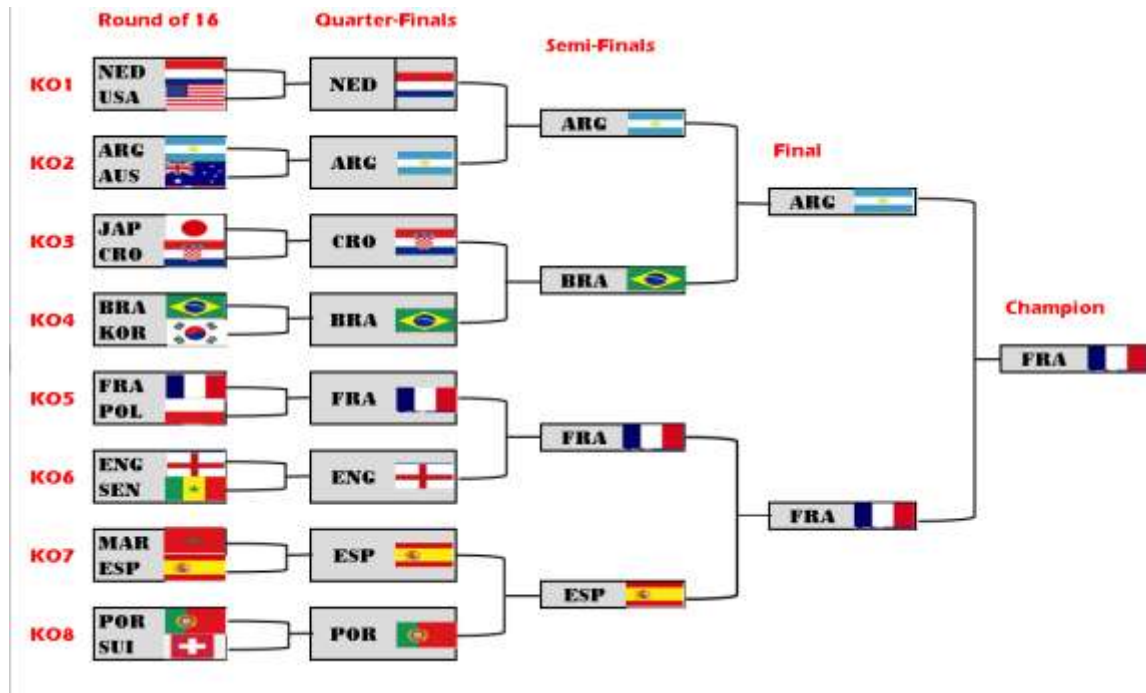 Round of 16
Quarter-Finals
Semi-Finals
Final
Champion
KO1
NED
USA
KO2
ARG
AUS
KO3
JAP
CRO
KO4
BRA
KOR
KO5
FRA
POL
KO6
ENG
SEN
KO7
MAR
ESP
KO8
POR
SUI
NED
ARG
CRO
BRA
FRA
ENG
ESP
POR
ARG
BRA
FRA
ESP
ARG
FRA
FRA